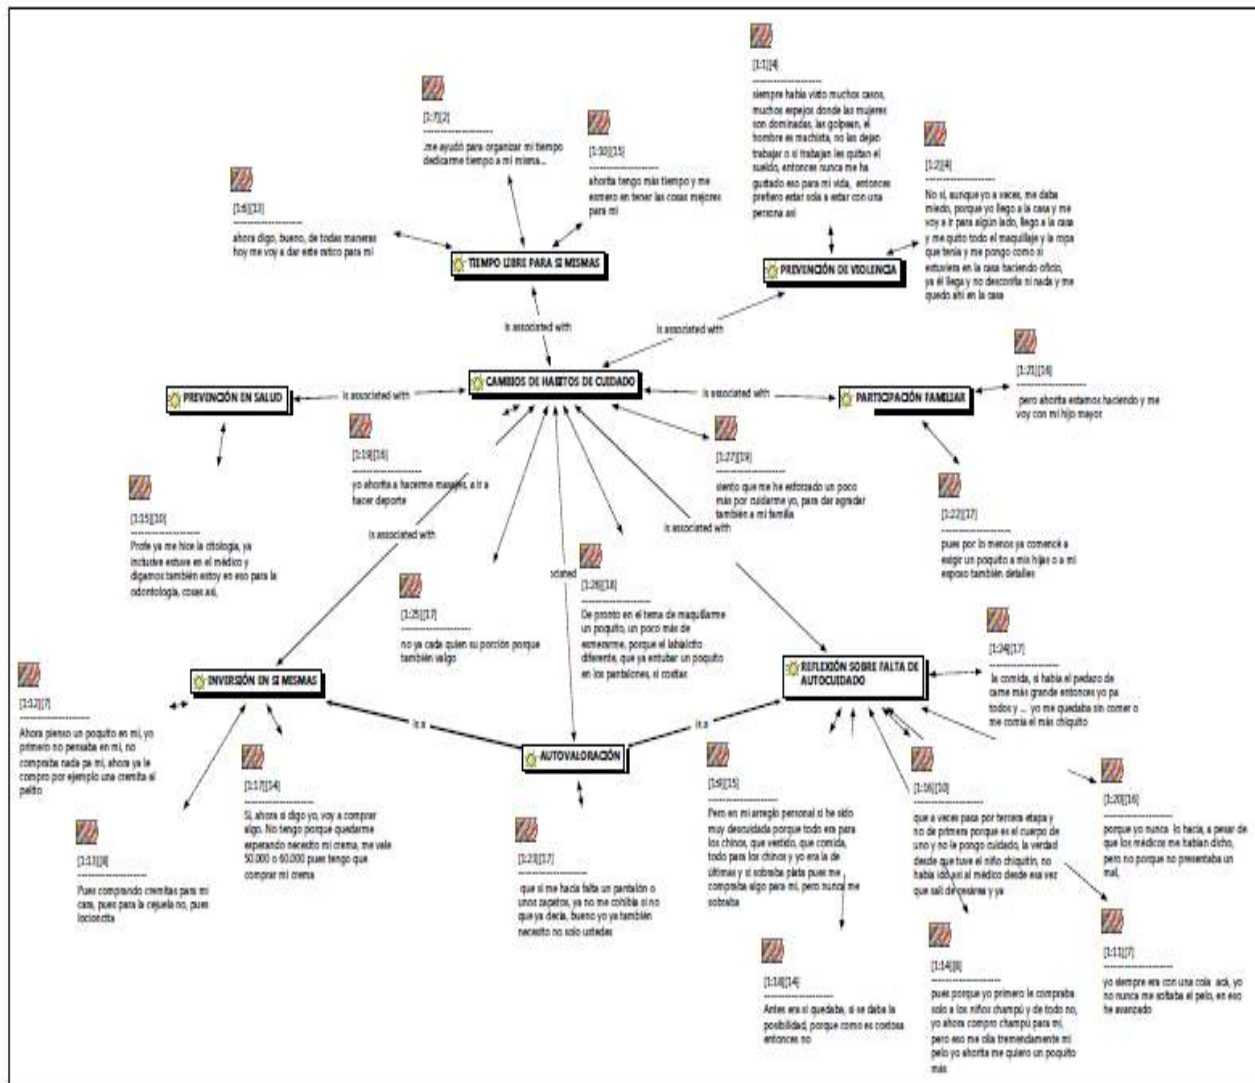 [1:1][4]
siempre había visto muchos casos,
muchos espejos donde las mujeres
son dominadas, las golpean, el
hombre es machista, no las dejan
trabajar o si trabajan les quitan el
sueldo, entonces nunca me ha
gustado eso para mi vida, entonces
prefiero estar sola a estar con una
persona así
[1:7][2]
.me ayudó para organizar mi tiempo
dedicarme tiempo a mi misma...
[1:10][15]
ahorita tengo más tiempo y me
esmero en tener las cosas mejores
para mi
[1:2][4]
No si, aunque yo a veces, me daba
miedo, porque yo llego a la casa y me
voy a ir para algún lado, llego a la casa
y me quito todo el maquillaje y la ropa
que tenia y me pongo como si
estuviera en la casa haciendo oficio,
ya él llega y no desconfía ni nada y me
quedo ahí en la casa
[1:6][13]
ahora digo, bueno, de todas maneras
hoy me voy a dar este ratico para mi
TIEMPO LIBRE PARA SI MISMAS
PREVENCIÓN DE VIOLENCIA
is associated with
is associated with
CAMBIOS DE HABITOS DE CUIDADO
PREVENCIÓN EN SALUD
is associated with
is associated with
PARTICIPACIÓN FAMILIAR
[1:21][16]
pero ahorita estamos haciendo y me
voy con mi hijo mayor
[1:19][16]
yo ahorita a hacerme masajes, a ir a
hacer deporte
[1:27][19]
siento que me he esforzado un poco
más por cuidarme yo, para dar agradar
también a mi familia
[1:15][10]
Profe ya me hice la citología, ya
inclusive estuve en el médico y
digamos también estoy en eso para la
odontología, cosas así,
[1:22][17]
pues por lo menos ya comencé a
exigir un poquito a mis hijas o a mi
esposo también detalles
is associated with
is associated with
ociated
[1:25][17]
no ya cada quien su porción porque
también valgo
[1:26][18]
De pronto en el tema de maquillarme
un poquito, un poco más de
esmerarme, porque el labialcito
diferente, que ya entubar un poquito
en los pantalones, si cositas
[1:24][17]
la comida, si había el pedazo de
carne más grande entonces yo pa
todos y ... yo me quedaba sin comer o
me comía el más chiquito
INVERSIÓN EN SI MISMAS
REFLEXIÓN SOBRE FALTA DE
AUTOCUIDADO
is a
is a
AUTOVALORACIÓN
[1:12][7]
Ahora pienso un poquito en mi, yo
primero no pensaba en mi, no
compraba nada pa mi, ahora ya le
compro por ejemplo una cremita al
pelito
[1:17][14]
Si, ahora si digo yo, voy a comprar
algo. No tengo porque quedarme
esperando necesito mi crema, me vale
50.000 o 60.000 pues tengo que
comprar mi crema
[1:13][8]
Pues comprando cremitas para mi
cara, pues para la cejuela no, pues
locioncita
[1:23][17]
que si me hacia falta un pantalón o
unos zapatos, ya no me cohibía si no
que ya decía, bueno yo ya también
necesito no solo ustedes
[1:9][15]
Pero en mi arreglo personal si he sido
muy descuidada porque todo era para
los chinos, que vestido, que comida,
todo para los chinos y yo era la de
últimas y si sobraba plata pues me
compraba algo para mi, pero nunca me
sobraba
[1:16][10]
que a veces pasa por tercera etapa y
no de primera porque es el cuerpo de
uno y no le pongo cuidado, la verdad
desde que tuve el niño chiquitin, no
había ido así al médico desde esa vez
que salí de cesárea y ya
[1:20][16]
porque yo nunca lo hacía, a pesar de
que los médicos me habían dicho,
pero no porque no presentaba un
mal,
[1:18][14]
Antes era si quedaba, si se daba la
posibilidad, porque como es costosa
entonces no
[1:14][8]
pues porque yo primero le compraba
solo a los niños champú y de todo no,
yo ahora compro champú para mi,
pero eso me olía tremendamente mi
pelo yo ahorita me quiero un poquito
más
[1:11][7]
yo siempre era con una cola acá, yo
no nunca me soltaba el pelo, en eso
he avanzado